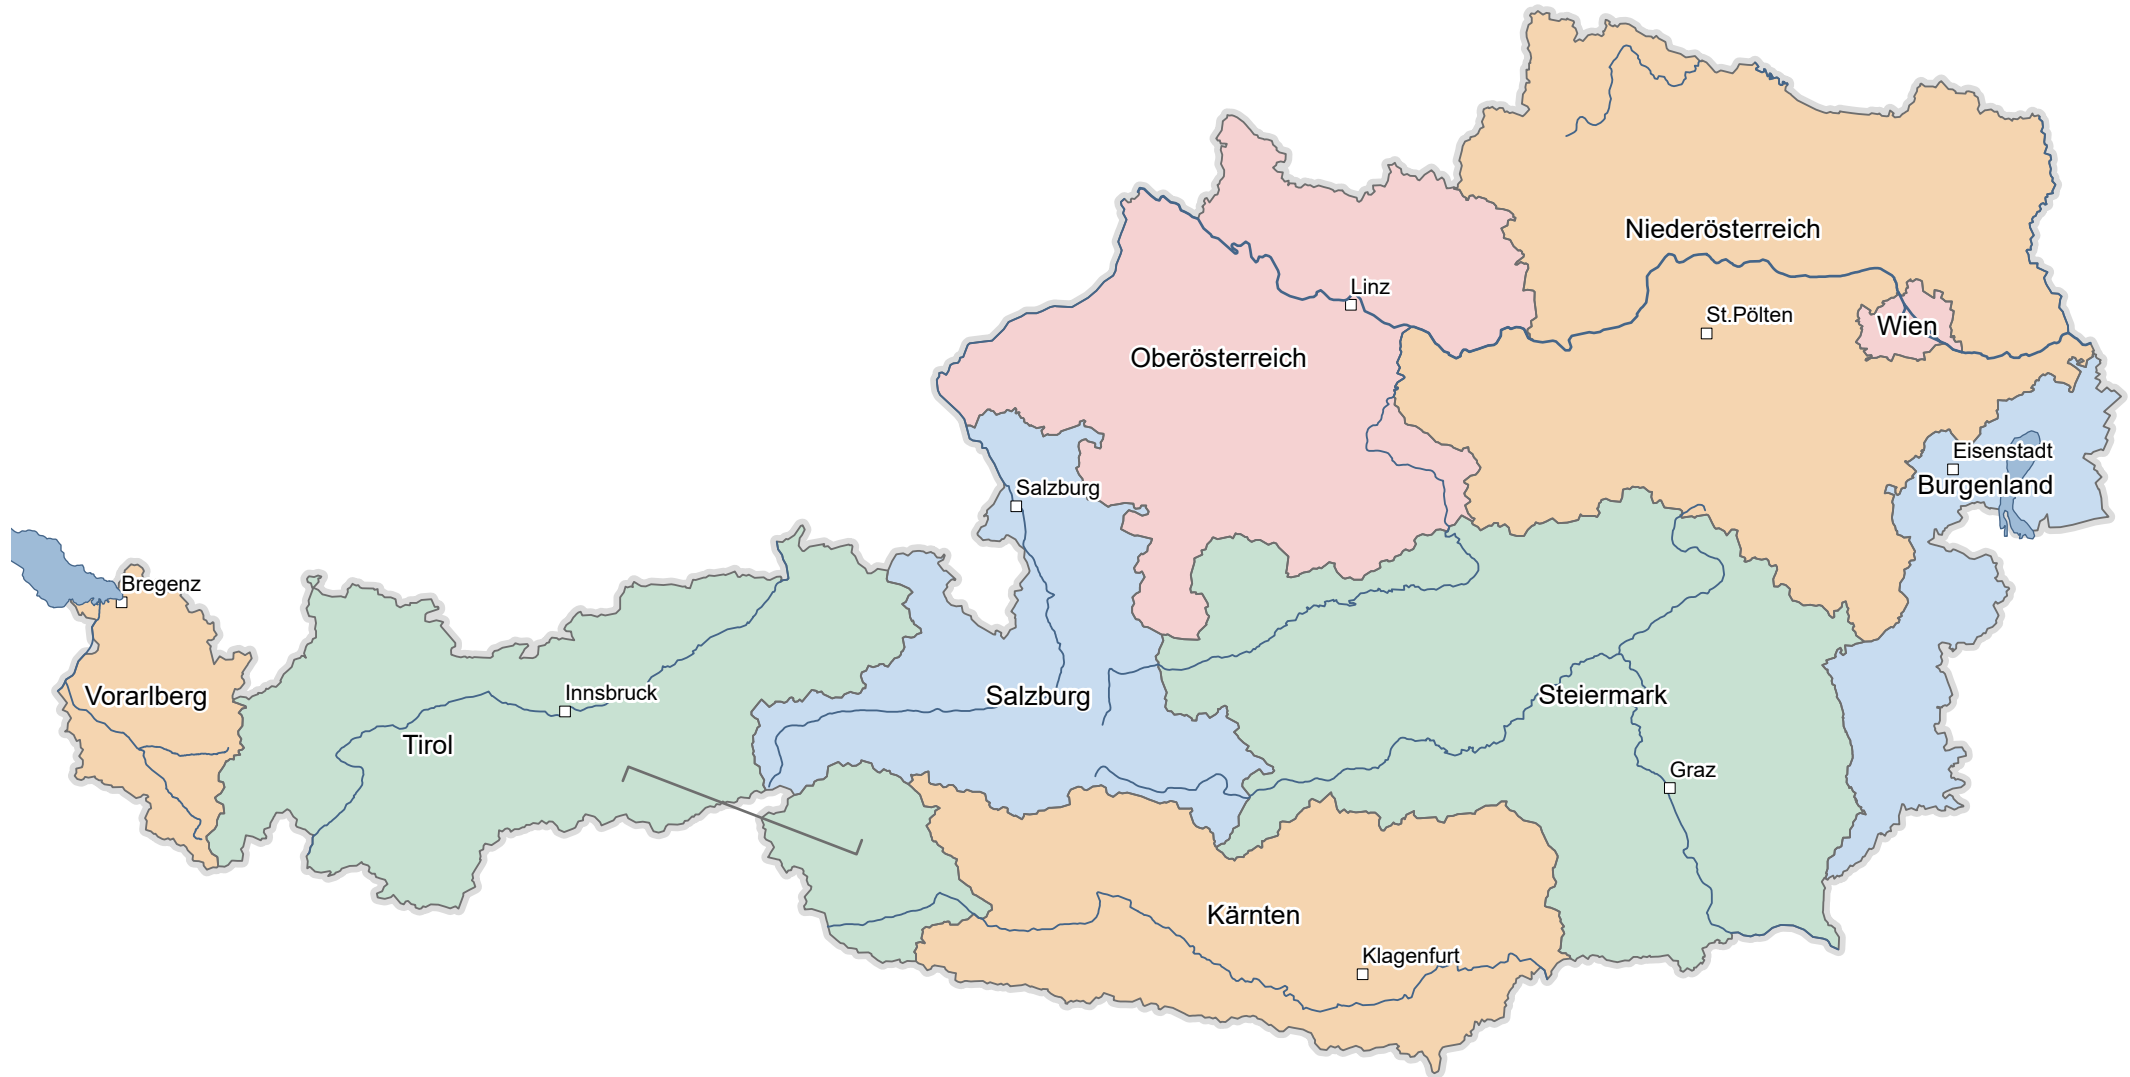 Niederösterreich
Linz
St.Pölten
Wien
Oberösterreich
Eisenstadt
Burgenland
Salzburg
Bregenz
Innsbruck
Vorarlberg
Salzburg
Steiermark
Tirol
Graz
Kärnten
Klagenfurt